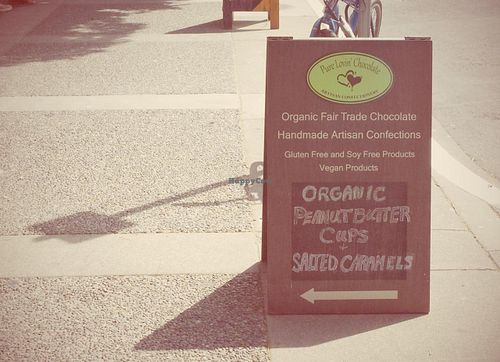 Pure Lovin' Chocolate
ARTISAN CONFECTIONERY
Organic Fair Trade Chocolate
Handmade Artisan Confections
Gluten Free and Soy Free Products
Vegan Products
ORGANIC
PEANUT BUTTER
CUPS
+
SALTED CARAMELS